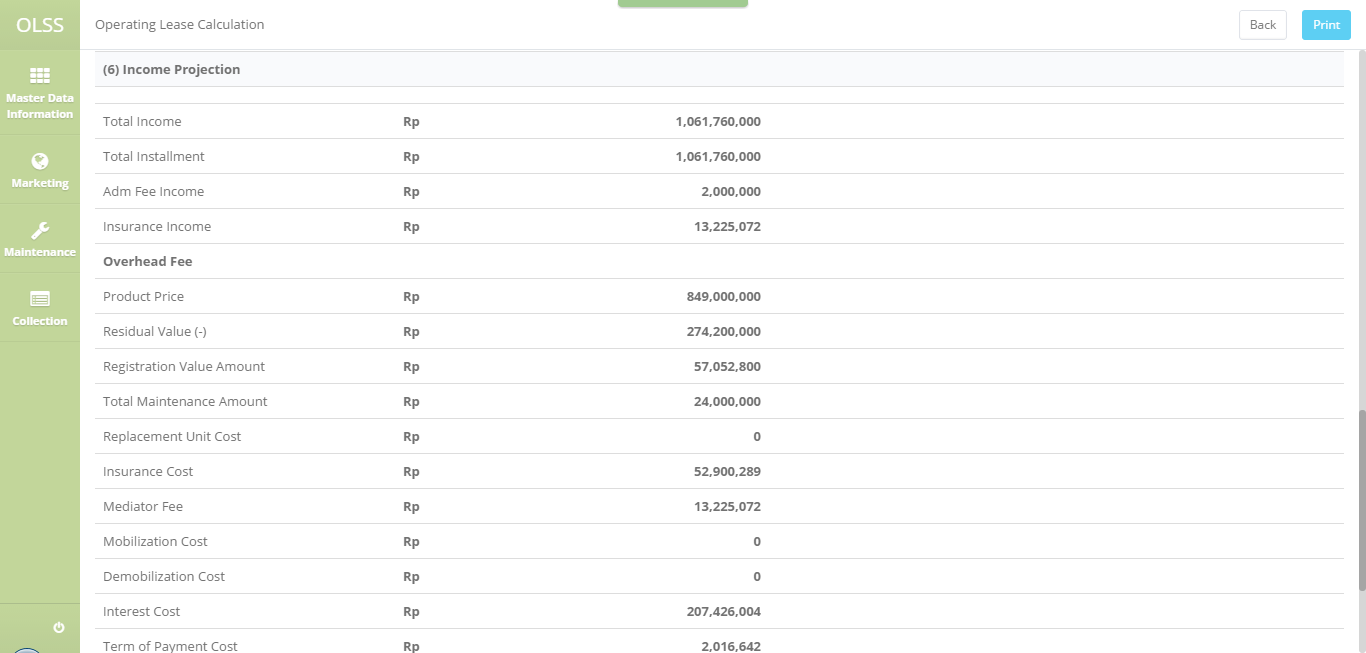 OLSS
Operating Lease Calculation
Back
Print
Master Data
Information
Marketing
Maintenance
Collection
(6) Income Projection
Total Income Rp 1,061,760,000
Total Installment Rp 1,061,760,000
Adm Fee Income Rp 2,000,000
Insurance Income Rp 13,225,072
Overhead Fee
Product Price Rp 849,000,000
Residual Value (-) Rp 274,200,000
Registration Value Amount Rp 57,052,800
Total Maintenance Amount Rp 24,000,000
Replacement Unit Cost Rp 0
Insurance Cost Rp 52,900,289
Mediator Fee Rp 13,225,072
Mobilization Cost Rp 0
Demobilization Cost Rp 0
Interest Cost Rp 207,426,004
Term of Payment Cost Rp 2,016,642